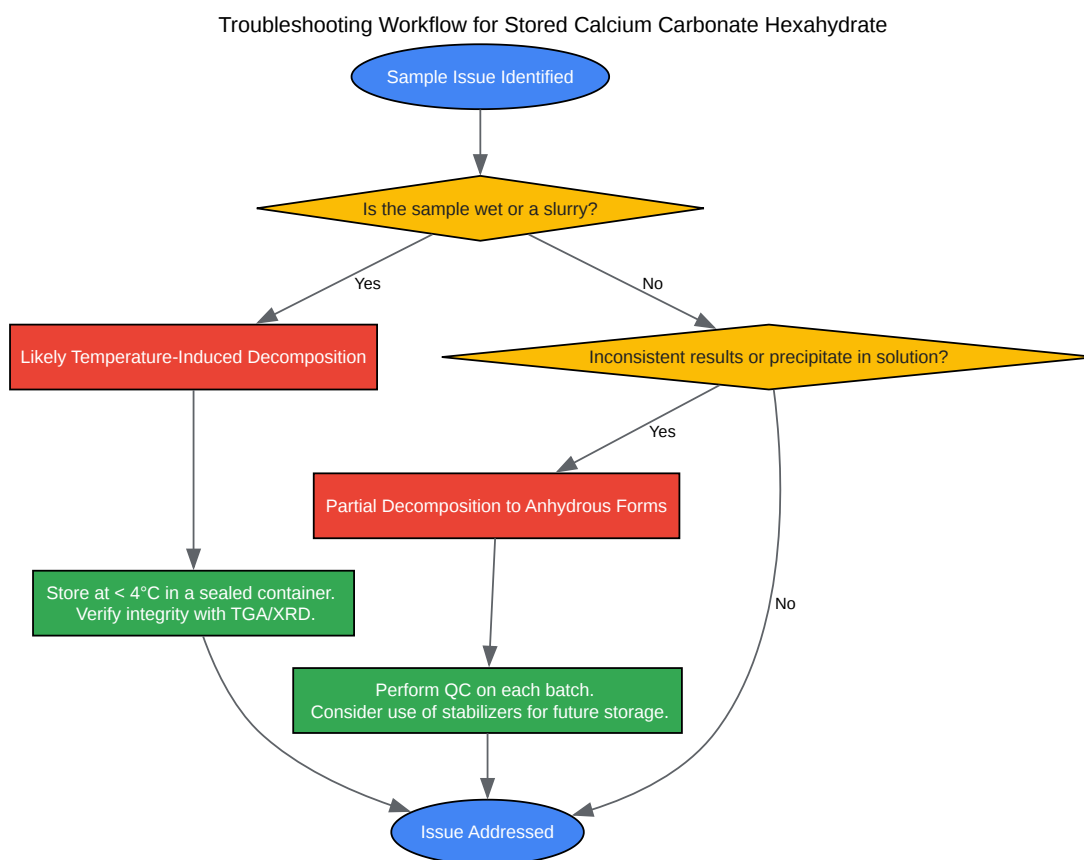 Troubleshooting Workflow for Stored Calcium Carbonate Hexahydrate
Sample Issue Identified
Is the sample wet or a slurry?
Yes
No
Likely Temperature-Induced Decomposition
Inconsistent results or precipitate in solution?
Yes
Partial Decomposition to Anhydrous Forms
Store at < 4°C in a sealed container.
Verify integrity with TGA/XRD.
No
Perform QC on each batch.
Consider use of stabilizers for future storage.
Issue Addressed